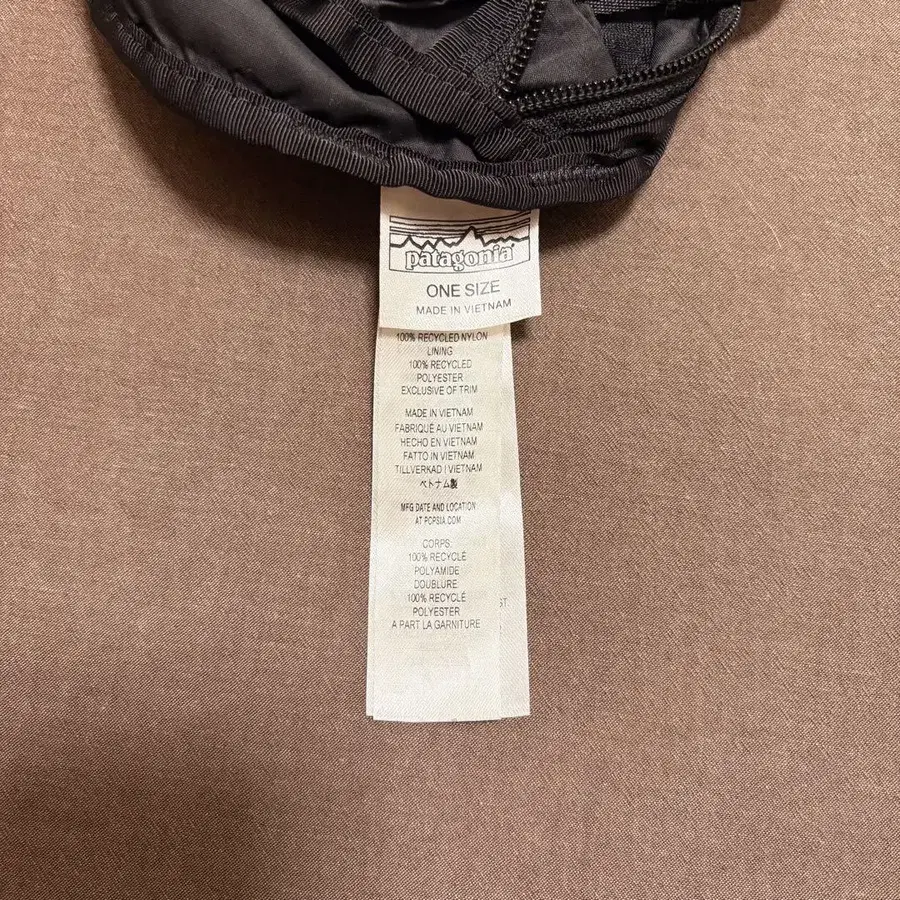 patagonia®
ONE SIZE
MADE IN VIETNAM
100% RECYCLED NYLON
LINING
100% RECYCLED
POLYESTER
EXCLUSIVE OF TRIM
MADE IN VIETNAM
FABRIQUÉ AU VIETNAM
HECHO EN VIETNAM
FATTO IN VIETNAM
TILLVERKAD I VIETNAM
ベトナム製
MFG DATE AND LOCATION
AT PCPSIA.COM
CORPS:
100% RECYCLÉ
POLYAMIDE
DOUBLURE
100% RECYCLÉ
POLYESTER
A PART LA GARNITURE